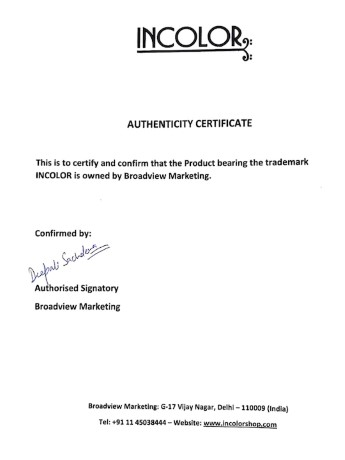 INCOLOR
AUTHENTICITY CERTIFICATE
This is to certify and confirm that the Product bearing the trademark
INCOLOR is owned by Broadview Marketing.
Confirmed by:
Deepali Sachdeva
Authorised Signatory
Broadview Marketing
Broadview Marketing: G-17 Vijay Nagar, Delhi – 110009 (India)
Tel: +91 11 45038444 – Website: www.incolorshop.com